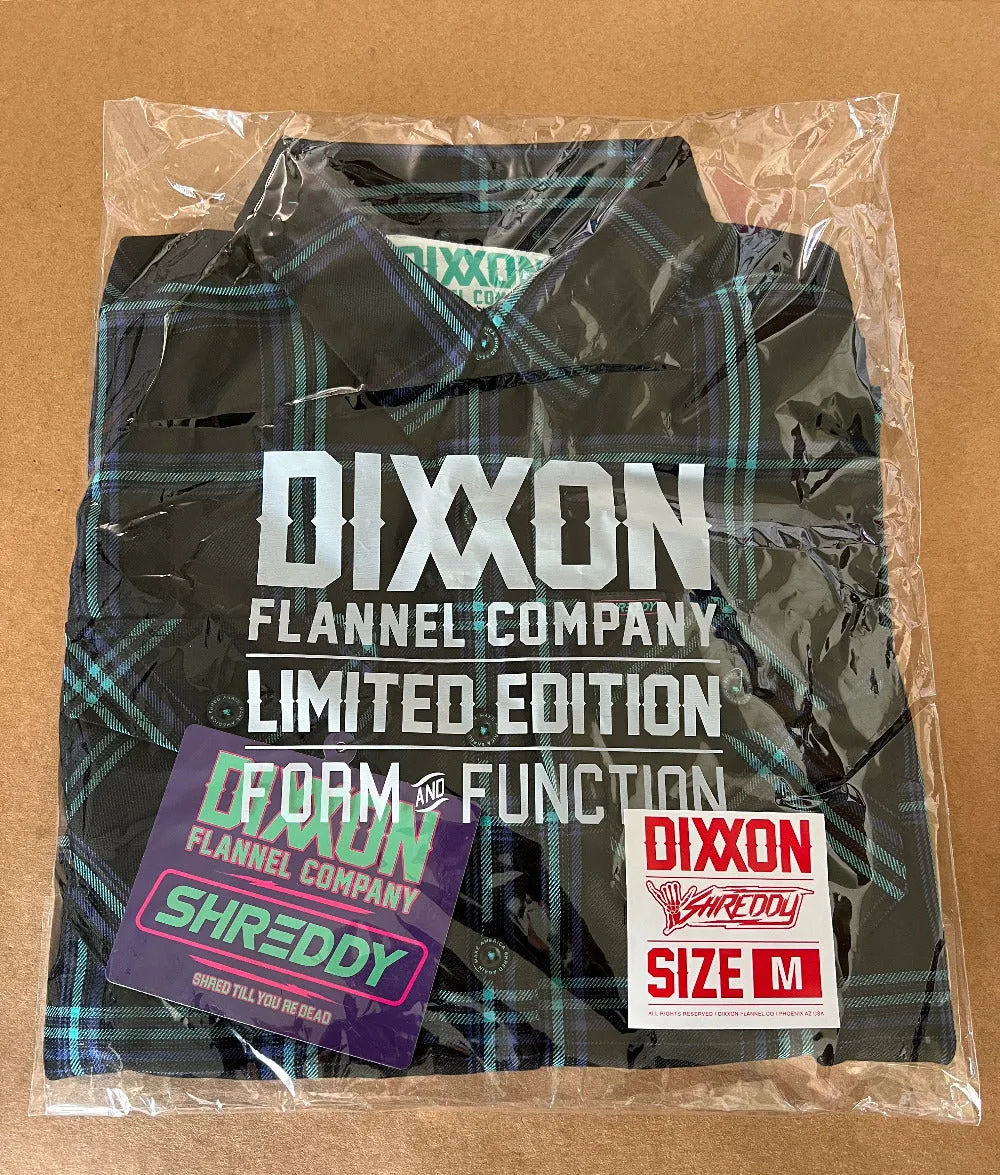 DIXXON
FLANNEL COMPANY
LIMITED EDITION
FORM AND FUNCTION
DIXXON
FLANNEL COMPANY
SHREDDY
SHRED TILL YOU'RE DEAD
DIXXON
SHREDDY
SIZE M
ALL RIGHTS RESERVED / DIXXON FLANNEL CO / PHOENIX AZ USA